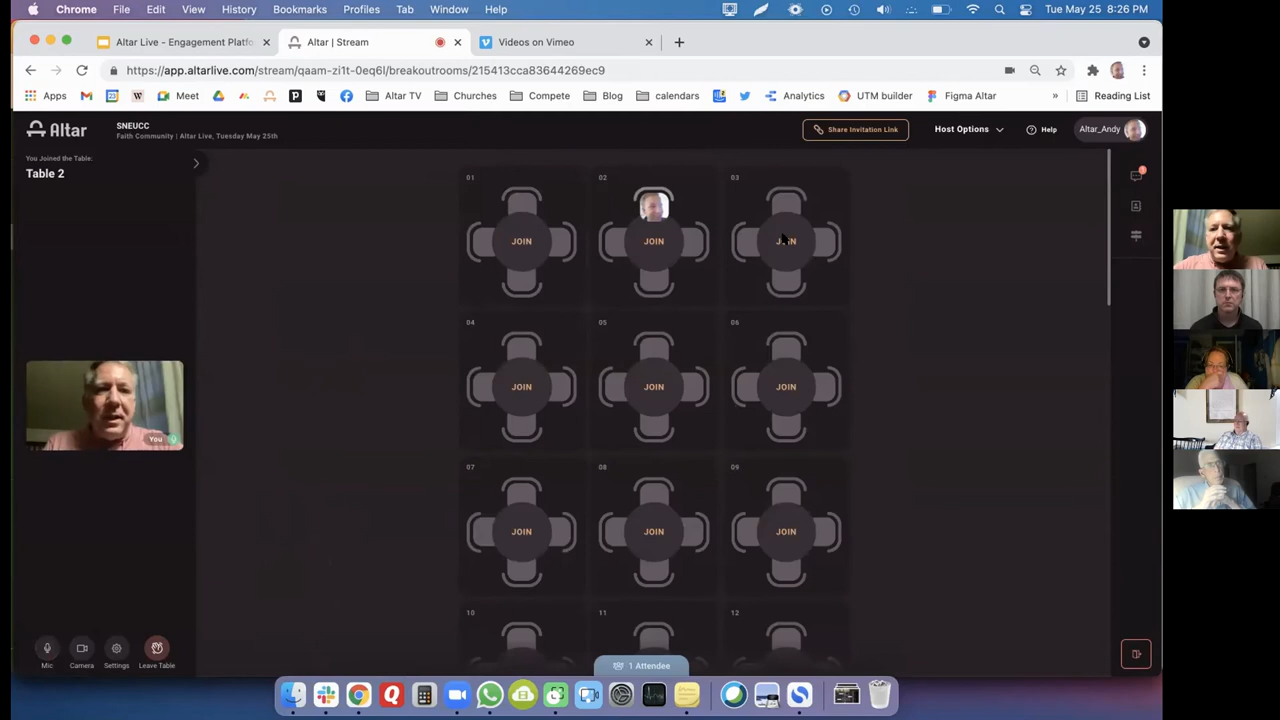 Chrome File Edit View History Bookmarks Profiles Tab Window Help Tue May 25 8:26 PM
Altar Live - Engagement Platfo Altar | Stream Videos on Vimeo
https://app.altarlive.com/stream/qaam-zi1t-0eq6l/breakoutrooms/215413cca83644269ec9
Apps Meet Altar TV Churches Compete Blog calendars Analytics UTM builder Figma Altar » Reading List
Altar
SNEUCC
Faith Community | Altar Live, Tuesday May 25th
Share Invitation Link
Host Options
Help
Altar_Andy
You Joined the Table:
Table 2
01 02 03
JOIN JOIN JOIN
04 05 06
JOIN JOIN JOIN
You
07 08 09
JOIN JOIN JOIN
10 11 12
Mic Camera Settings Leave Table
1 Attendee